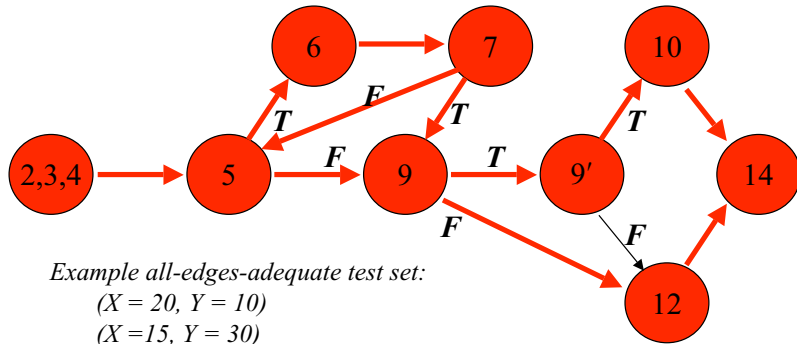 6 7 10
F
T T T
2,3,4 5 F 9 T 9′ 14
F F
12
Example all-edges-adequate test set:
(X = 20, Y = 10)
(X =15, Y = 30)